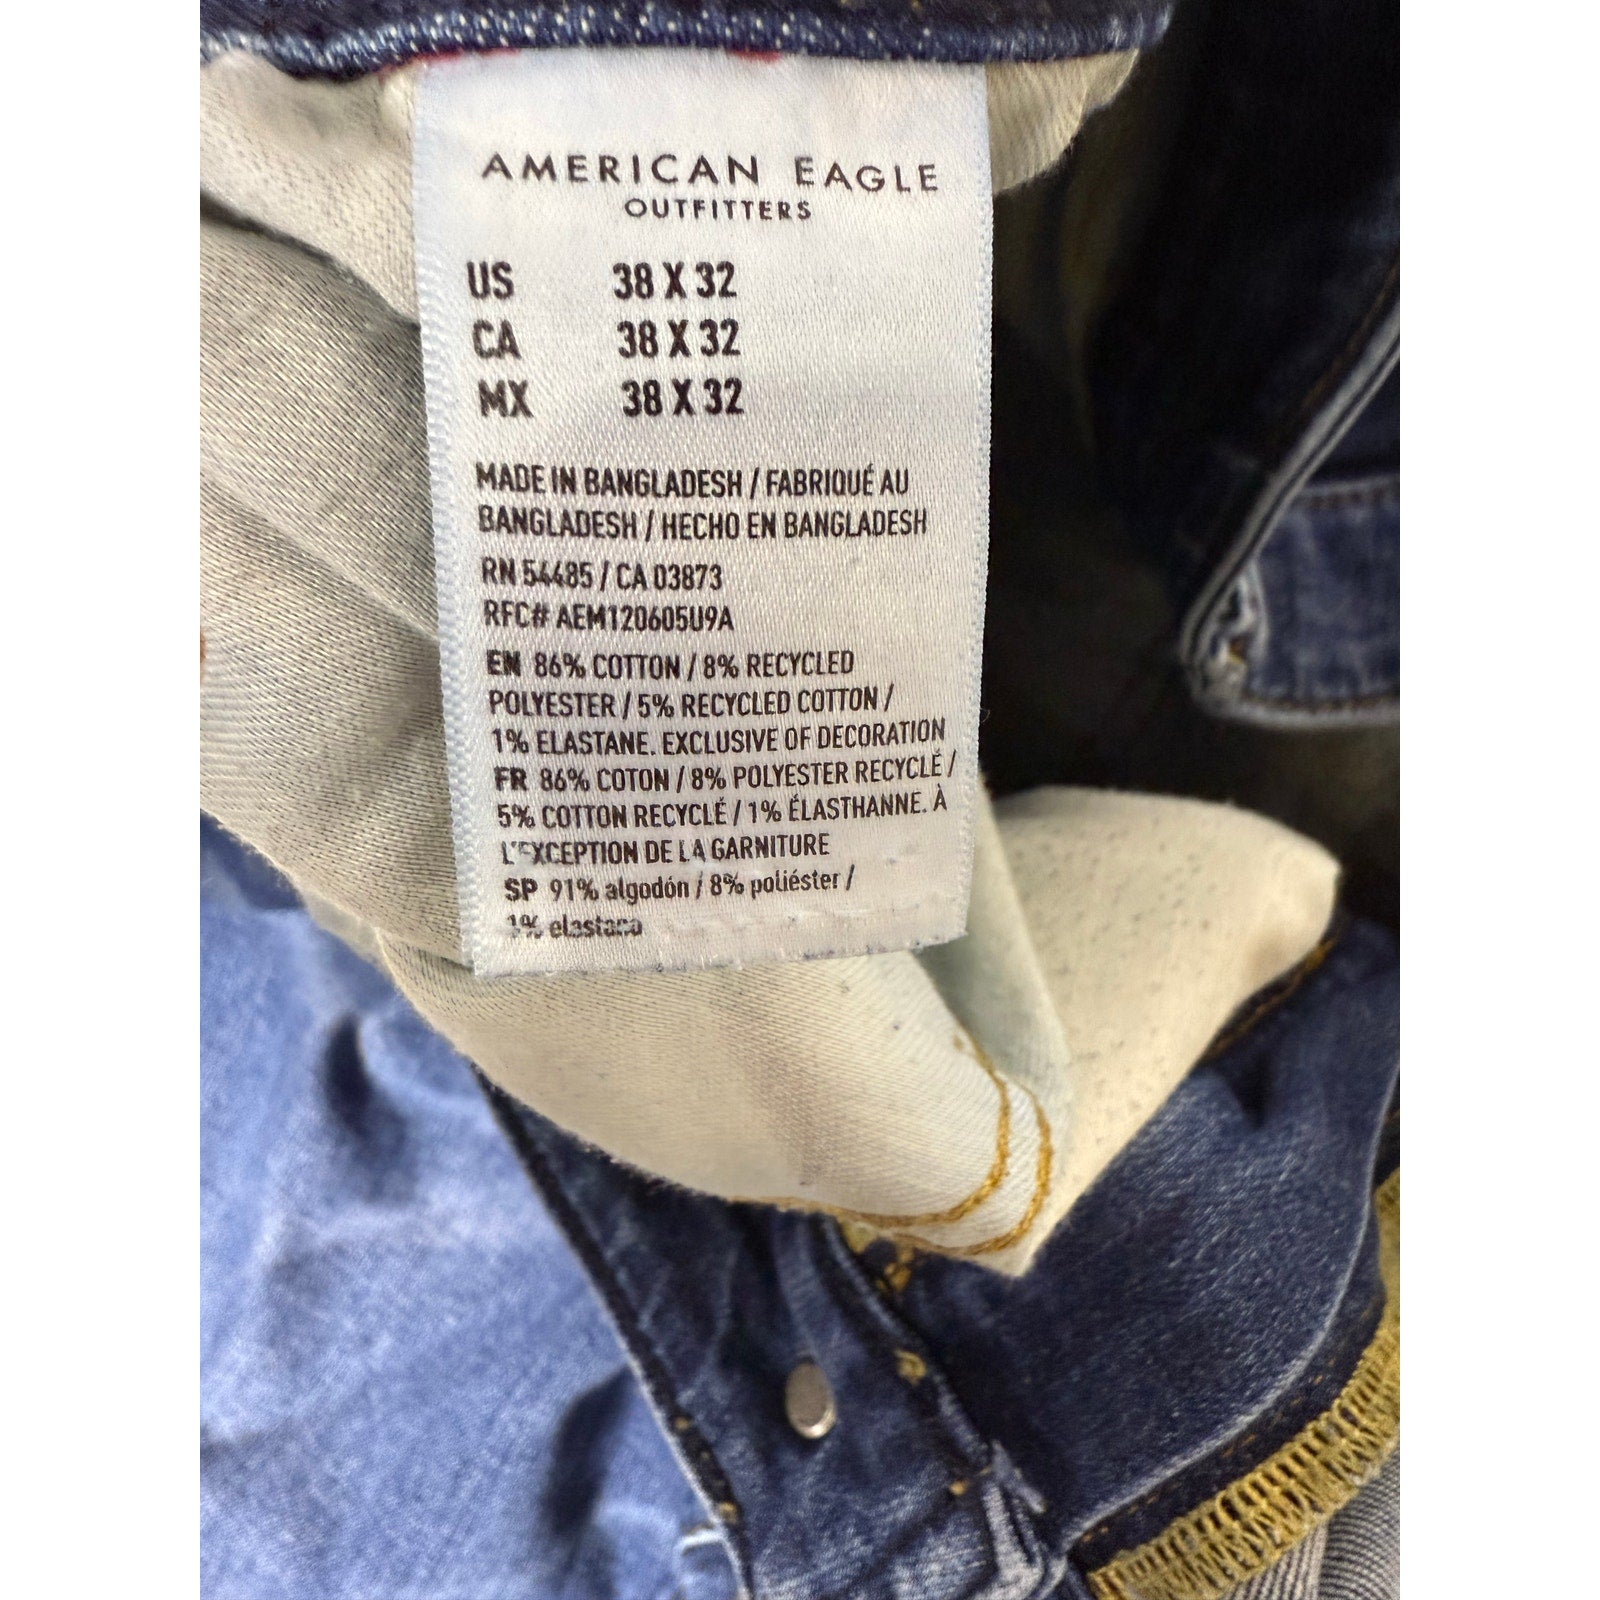 AMERICAN EAGLE
OUTFITTERS
US 38 X 32
CA 38 X 32
MX 38 X 32
MADE IN BANGLADESH / FABRIQUÉ AU
BANGLADESH / HECHO EN BANGLADESH
RN 54485 / CA 03873
RFC# AEM120605U9A
EN 86% COTTON / 8% RECYCLED
POLYESTER / 5% RECYCLED COTTON /
1% ELASTANE. EXCLUSIVE OF DECORATION
FR 86% COTON / 8% POLYESTER RECYCLÉ /
5% COTTON RECYCLÉ / 1% ÉLASTHANNE. À
L'EXCEPTION DE LA GARNITURE
SP 91% algodón / 8% poliéster /
1% elastano